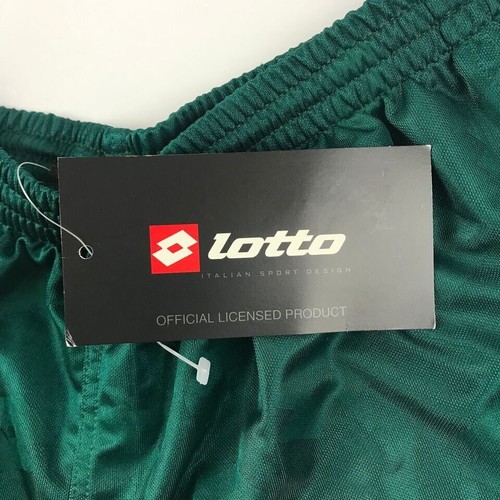 lotto
ITALIAN SPORT DESIGN
OFFICIAL LICENSED PRODUCT